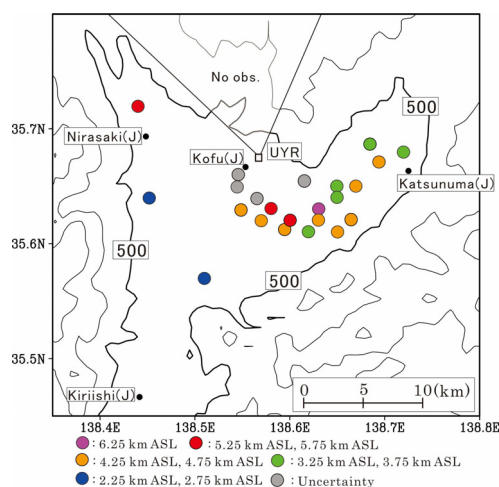 No obs.
500
35.7N
Nirasaki(J)
UYR
Kofu(J)
Katsunuma(J)
35.6N
500
500
35.5N
Kiriishi(J)
0 5 10(km)
138.4E 138.5E 138.6E 138.7E 138.8E
: 6.25 km ASL : 5.25 km ASL, 5.75 km ASL
: 4.25 km ASL, 4.75 km ASL : 3.25 km ASL, 3.75 km ASL
: 2.25 km ASL, 2.75 km ASL : Uncertainty